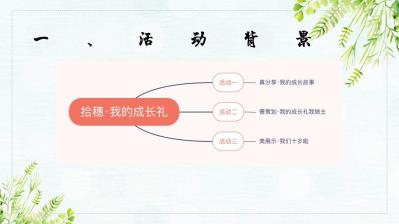 一、活动背景
拾穗·我的成长礼
活动一 真分享·我的成长故事
活动二 善策划·我的成长礼我做主
活动三 美展示·我们十岁啦